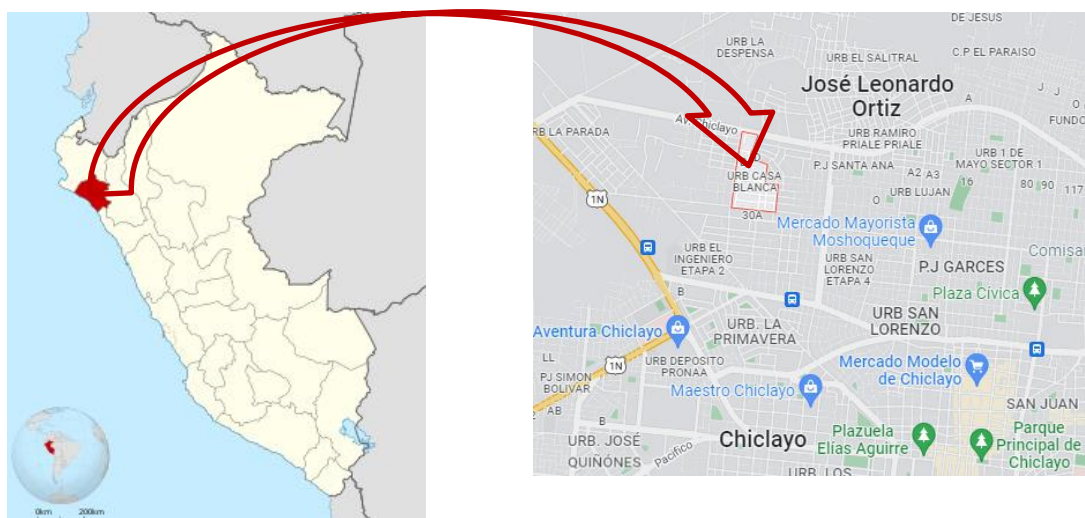 0km
200km
DE JESUS
URB LA
DESPENSA
URB EL SALITRAL
C.P EL PARAISO
José Leonardo
Ortiz
J
J
A
O
FUNDO
RB LA PARADA
Av. Chiclayo
URB RAMIRO
PRIALE PRIALE
URB 1 DE
MAYO SECTOR 1
P.J SANTA ANA
A2 A3
16
80
90
117
URB CASA
BLANCA
URB LUJAN
O
30A
1N
Mercado Mayorista
Moshoqueque
URB EL
INGENIERO
ETAPA 2
URB SAN
LORENZO
ETAPA 4
Comisar
P.J GARCES
Plaza Cívica
B
Aventura Chiclayo
URB. LA
PRIMAVERA
URB SAN
LORENZO
LL
URB DEPOSITO
PRONAA
1N
PJ SIMON
BOLIVAR
Mercado Modelo
de Chiclayo
Maestro Chiclayo
AB
B
SAN JUAN
URB. JOSÉ
QUIÑÓNES
Pacifico
Chiclayo
Plazuela
Elías Aguirre
Parque
Principal de
Chiclayo
URB. LOS